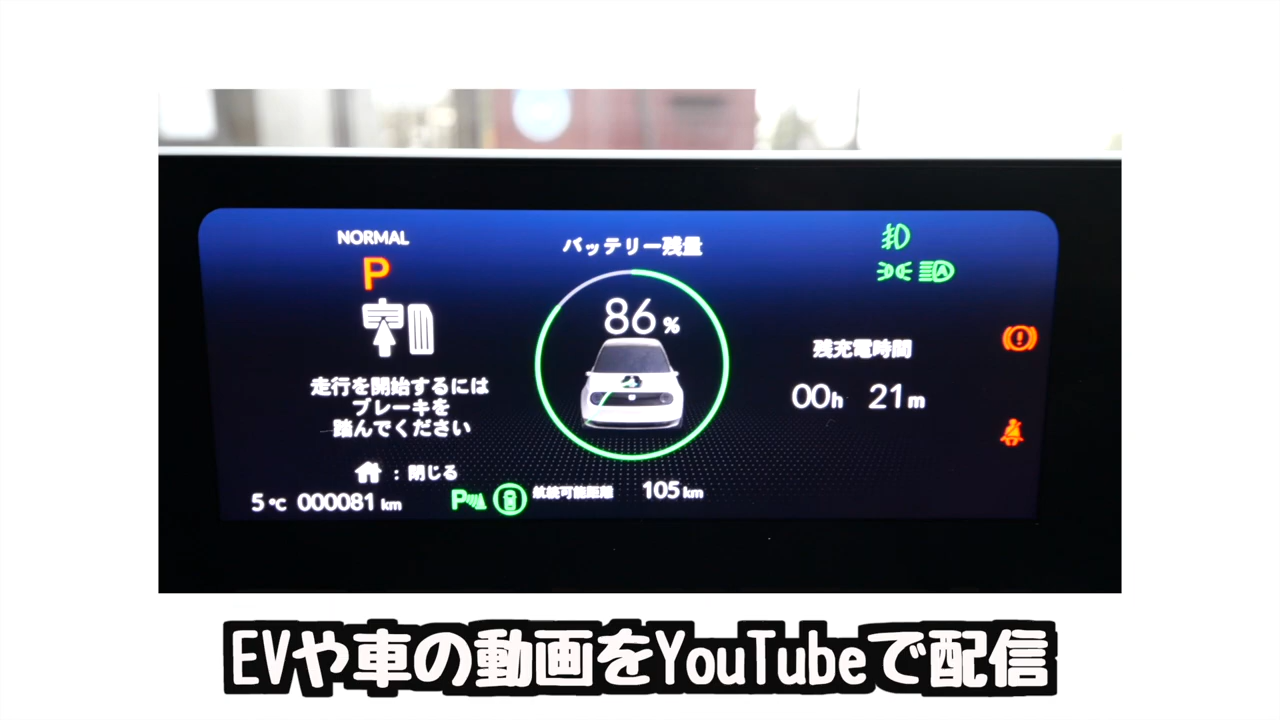 NORMAL
P
走行を開始するには
ブレーキを
踏んでください
:閉じる
5℃ 000081 km
バッテリー残量
86 %
P
航続可能距離 105 km
残充電時間
00h 21m
A
EVや車の動画をYouTubeで配信